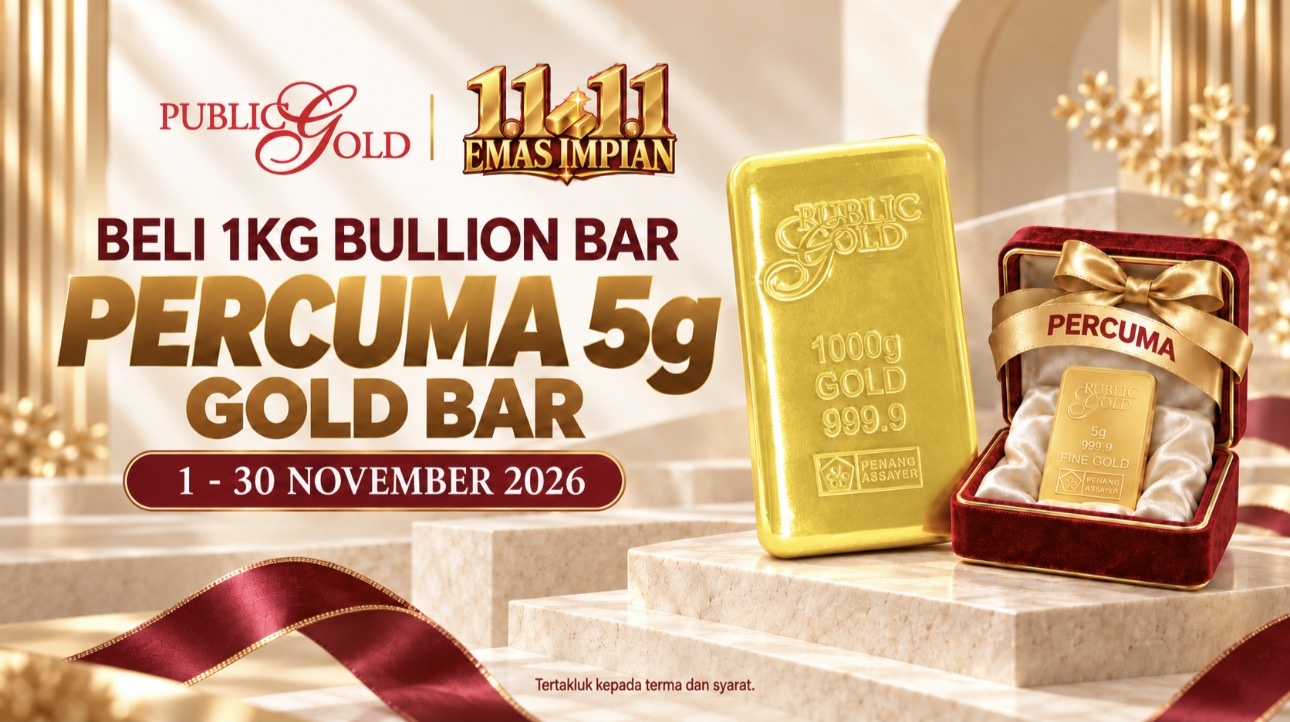 PUBLIC GOLD
11.11
EMAS IMPIAN
BELI 1KG BULLION BAR
PERCUMA 5g
GOLD BAR
1 - 30 NOVEMBER 2026
PUBLIC
GOLD
1000g
GOLD
999.9
PENANG
ASSAYER
PERCUMA
PUBLIC
GOLD
5g
999.9
FINE GOLD
PENANG
ASSAYER
Tertakluk kepada terma dan syarat.